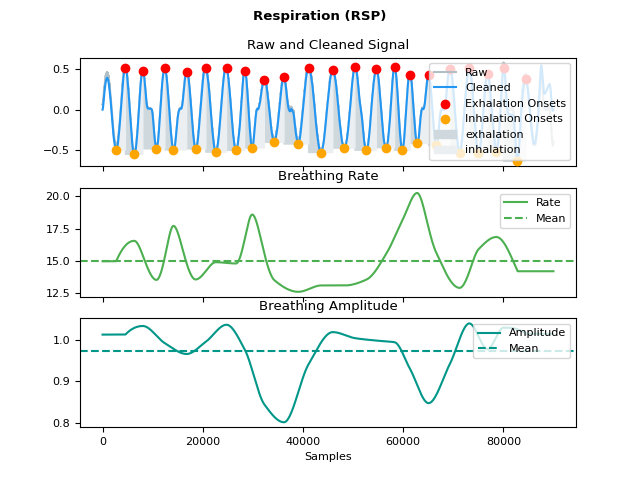 Respiration (RSP)
Raw and Cleaned Signal
0.5
0.0
−0.5
Raw
Cleaned
Exhalation Onsets
Inhalation Onsets
exhalation
inhalation
Breathing Rate
20.0
17.5
15.0
12.5
Rate
Mean
Breathing Amplitude
1.0
0.9
0.8
Amplitude
Mean
0 20000 40000 60000 80000
Samples